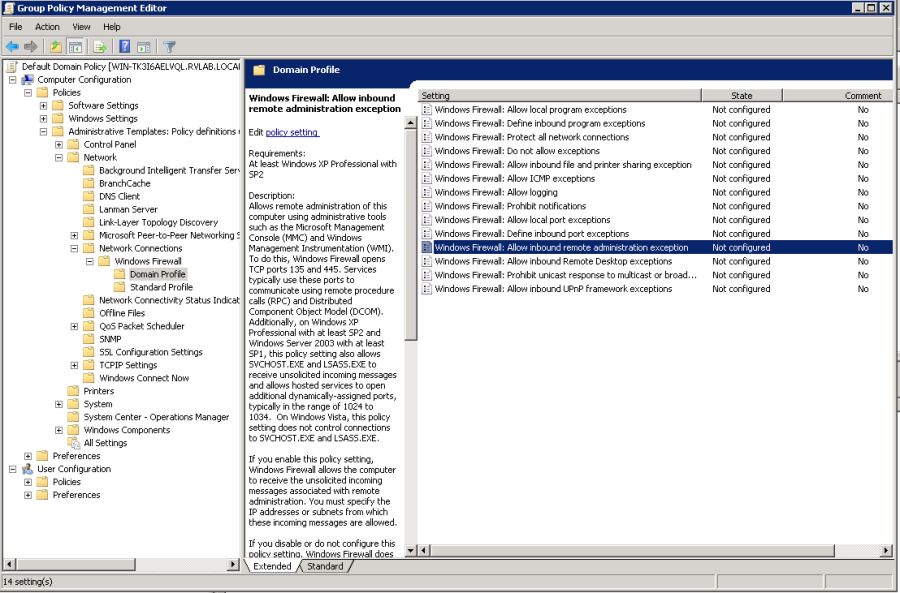 Group Policy Management Editor
File Action View Help
Default Domain Policy [WIN-TK3I6AELVQL.RVLAB.LOCAL
Computer Configuration
Policies
Software Settings
Windows Settings
Administrative Templates: Policy definitions
Control Panel
Network
Background Intelligent Transfer Serv
BranchCache
DNS Client
Lanman Server
Link-Layer Topology Discovery
Microsoft Peer-to-Peer Networking S
Network Connections
Windows Firewall
Domain Profile
Standard Profile
Network Connectivity Status Indicat
Offline Files
QoS Packet Scheduler
SNMP
SSL Configuration Settings
TCPIP Settings
Windows Connect Now
Printers
System
System Center - Operations Manager
Windows Components
All Settings
Preferences
User Configuration
Policies
Preferences
Domain Profile
Windows Firewall: Allow inbound
remote administration exception
Edit policy setting
Requirements:
At least Windows XP Professional with
SP2
Description:
Allows remote administration of this
computer using administrative tools
such as the Microsoft Management
Console (MMC) and Windows
Management Instrumentation (WMI).
To do this, Windows Firewall opens
TCP ports 135 and 445. Services
typically use these ports to
communicate using remote procedure
calls (RPC) and Distributed
Component Object Model (DCOM).
Additionally, on Windows XP
Professional with at least SP2 and
Windows Server 2003 with at least
SP1, this policy setting also allows
SVCHOST.EXE and LSASS.EXE to
receive unsolicited incoming messages
and allows hosted services to open
additional dynamically-assigned ports,
typically in the range of 1024 to
1034. On Windows Vista, this policy
setting does not control connections
to SVCHOST.EXE and LSASS.EXE.
If you enable this policy setting,
Windows Firewall allows the computer
to receive the unsolicited incoming
messages associated with remote
administration. You must specify the
IP addresses or subnets from which
these incoming messages are allowed.
If you disable or do not configure this
policy setting, Windows Firewall does
Setting State Comment
Windows Firewall: Allow local program exceptions Not configured No
Windows Firewall: Define inbound program exceptions Not configured No
Windows Firewall: Protect all network connections Not configured No
Windows Firewall: Do not allow exceptions Not configured No
Windows Firewall: Allow inbound file and printer sharing exception Not configured No
Windows Firewall: Allow ICMP exceptions Not configured No
Windows Firewall: Allow logging Not configured No
Windows Firewall: Prohibit notifications Not configured No
Windows Firewall: Allow local port exceptions Not configured No
Windows Firewall: Define inbound port exceptions Not configured No
Windows Firewall: Allow inbound remote administration exception Not configured No
Windows Firewall: Allow inbound Remote Desktop exceptions Not configured No
Windows Firewall: Prohibit unicast response to multicast or broad... Not configured No
Windows Firewall: Allow inbound UPnP framework exceptions Not configured No
Extended Standard
14 setting(s)